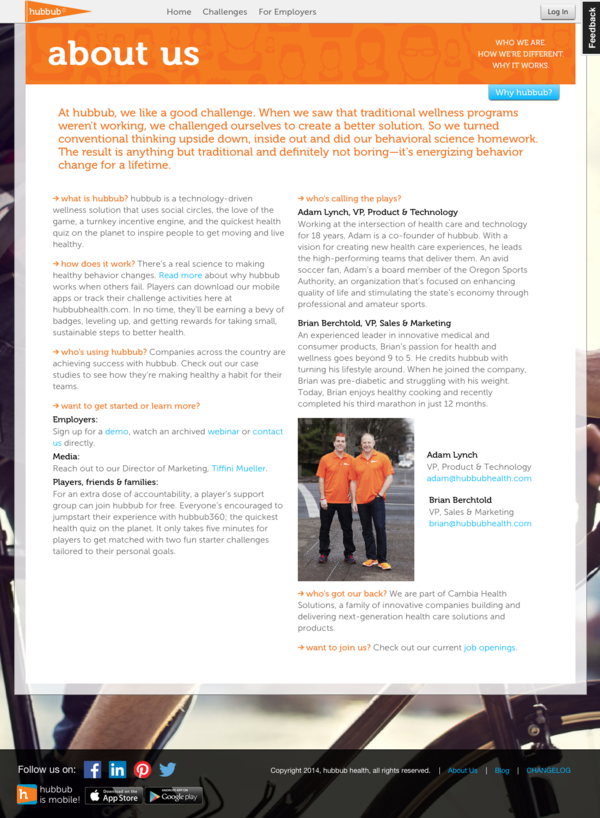 hubbub
Home
Challenges
For Employers
Log In
Feedback
about us
WHO WE ARE.
HOW WE'RE DIFFERENT.
WHY IT WORKS.
Why hubbub?
At hubbub, we like a good challenge. When we saw that traditional wellness programs
weren't working, we challenged ourselves to create a better solution. So we turned
conventional thinking upside down, inside out and did our behavioral science homework.
The result is anything but traditional and definitely not boring—it's energizing behavior
change for a lifetime.
→ what is hubbub? hubbub is a technology-driven
wellness solution that uses social circles, the love of the
game, a turnkey incentive engine, and the quickest health
quiz on the planet to inspire people to get moving and live
healthy.
→ how does it work? There's a real science to making
healthy behavior changes. Read more about why hubbub
works when others fail. Players can download our mobile
apps or track their challenge activities here at
hubbubhealth.com. In no time, they'll be earning a bevy of
badges, leveling up, and getting rewards for taking small,
sustainable steps to better health.
→ who's using hubbub? Companies across the country are
achieving success with hubbub. Check out our case
studies to see how they're making healthy a habit for their
teams.
→ want to get started or learn more?
Employers:
Sign up for a demo, watch an archived webinar or contact
us directly.
Media:
Reach out to our Director of Marketing, Tiffini Mueller.
Players, friends & families:
For an extra dose of accountability, a player's support
group can join hubbub for free. Everyone's encouraged to
jumpstart their experience with hubbub360; the quickest
health quiz on the planet. It only takes five minutes for
players to get matched with two fun starter challenges
tailored to their personal goals.
→ who's calling the plays?
Adam Lynch, VP, Product & Technology
Working at the intersection of health care and technology
for 18 years, Adam is a co-founder of hubbub. With a
vision for creating new health care experiences, he leads
the high-performing teams that deliver them. An avid
soccer fan, Adam's a board member of the Oregon Sports
Authority, an organization that's focused on enhancing
quality of life and stimulating the state's economy through
professional and amateur sports.
Brian Berchtold, VP, Sales & Marketing
An experienced leader in innovative medical and
consumer products, Brian's passion for health and
wellness goes beyond 9 to 5. He credits hubbub with
turning his lifestyle around. When he joined the company,
Brian was pre-diabetic and struggling with his weight.
Today, Brian enjoys healthy cooking and recently
completed his third marathon in just 12 months.
Adam Lynch
VP, Product & Technology
adam@hubbubhealth.com
Brian Berchtold
VP, Sales & Marketing
brian@hubbubhealth.com
→ who's got our back? We are part of Cambia Health
Solutions, a family of innovative companies building and
delivering next-generation health care solutions and
products.
→ want to join us? Check out our current job openings.
Follow us on:
Copyright 2014, hubbub health, all rights reserved. | About Us | Blog | CHANGELOG
hubbub
is mobile!
Download on the
App Store
ANDROID APP ON
Google play